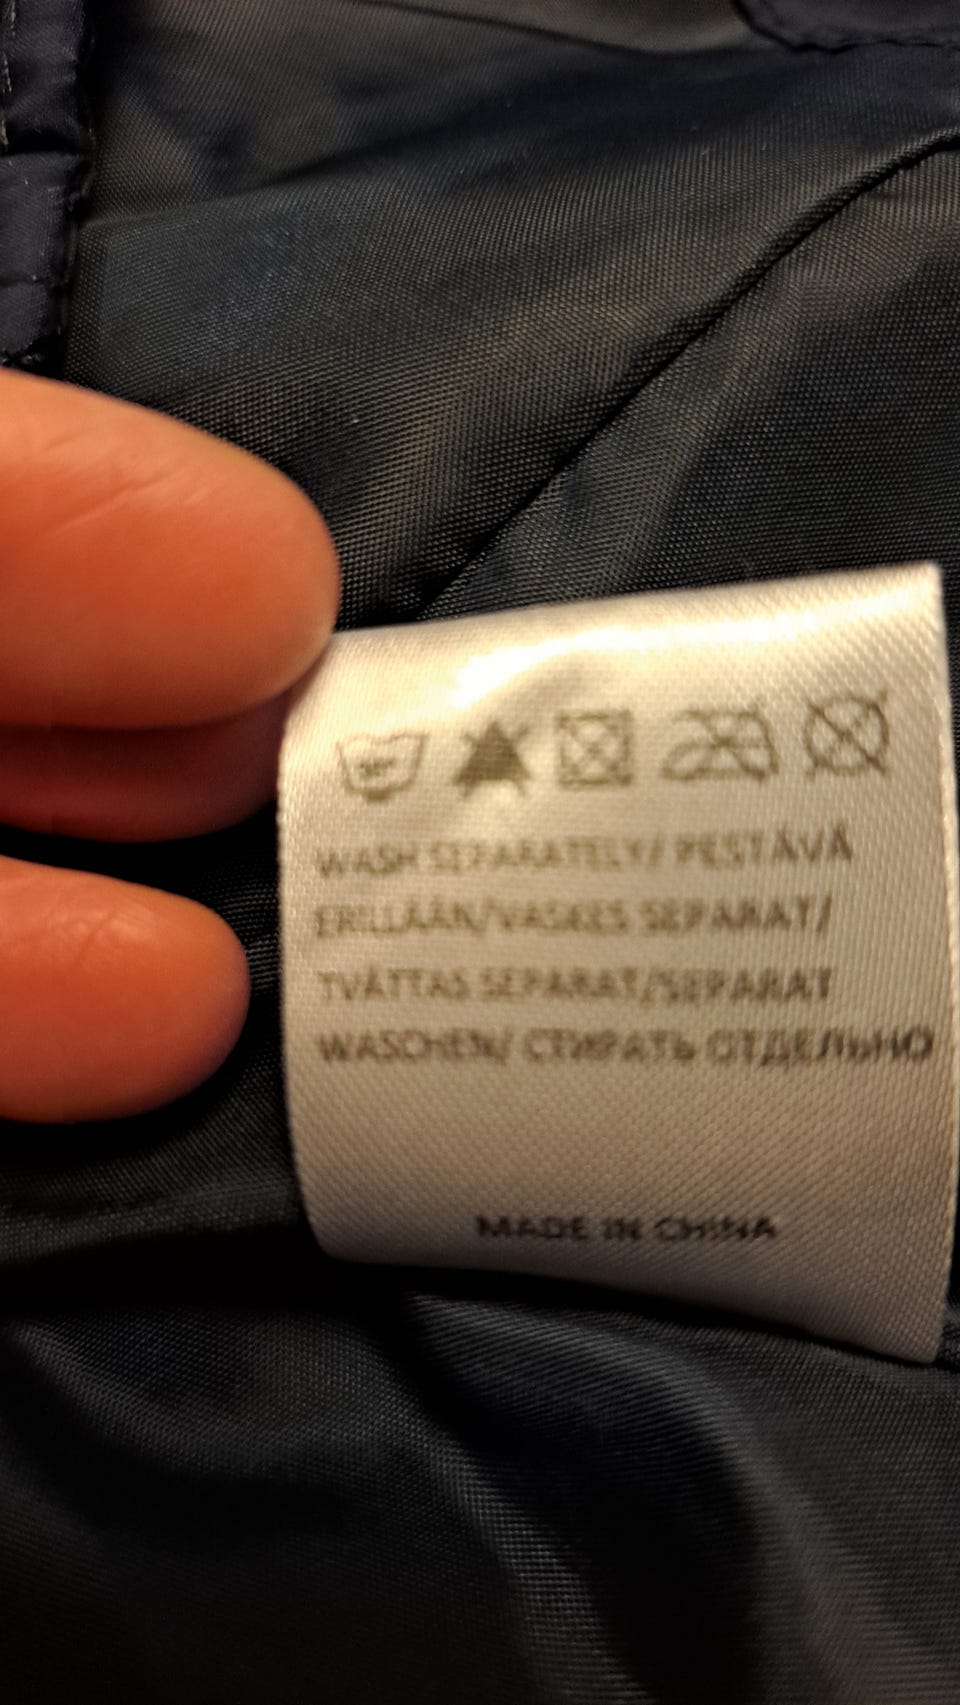 WASH SEPARATELY/ PESTÄVÄ
ERILLÄÄN/VASKES SEPARAT/
TVÄTTAS SEPARAT/SEPARAT
WASCHEN/ СТИРАТЬ ОТДЕЛЬНО
MADE IN CHINA